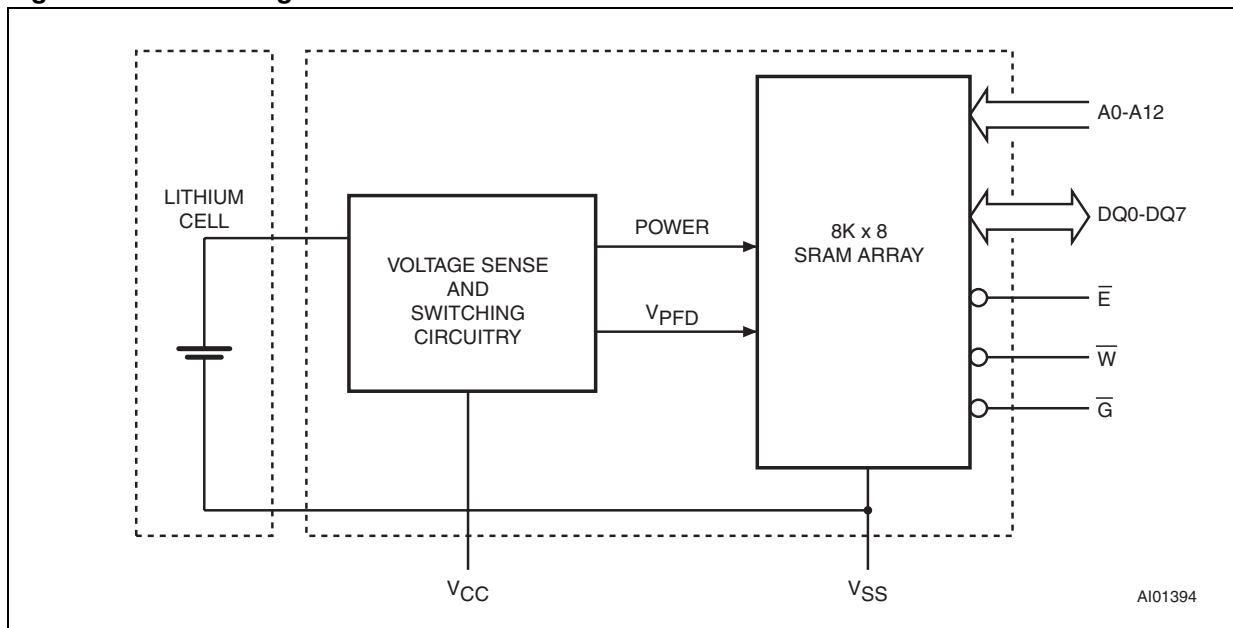 LITHIUM
CELL
VOLTAGE SENSE
AND
SWITCHING
CIRCUITRY
POWER
VPFD
8K x 8
SRAM ARRAY
A0-A12
DQ0-DQ7
E̅
W̅
G̅
VCC
VSS
AI01394